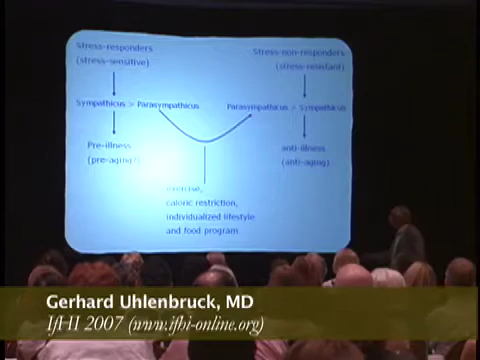 Stress-responders
(stress-sensitive)
Stress-non-responders
(stress-resistant)
Sympathicus > Parasympathicus
Parasympathicus > Sympathicus
Pre-illness
(pre-aging?)
anti-illness
(anti-aging)
exercise,
caloric restriction,
individualized lifestyle
and food program
Gerhard Uhlenbruck, MD
IfHI 2007 (www.ifhi-online.org)